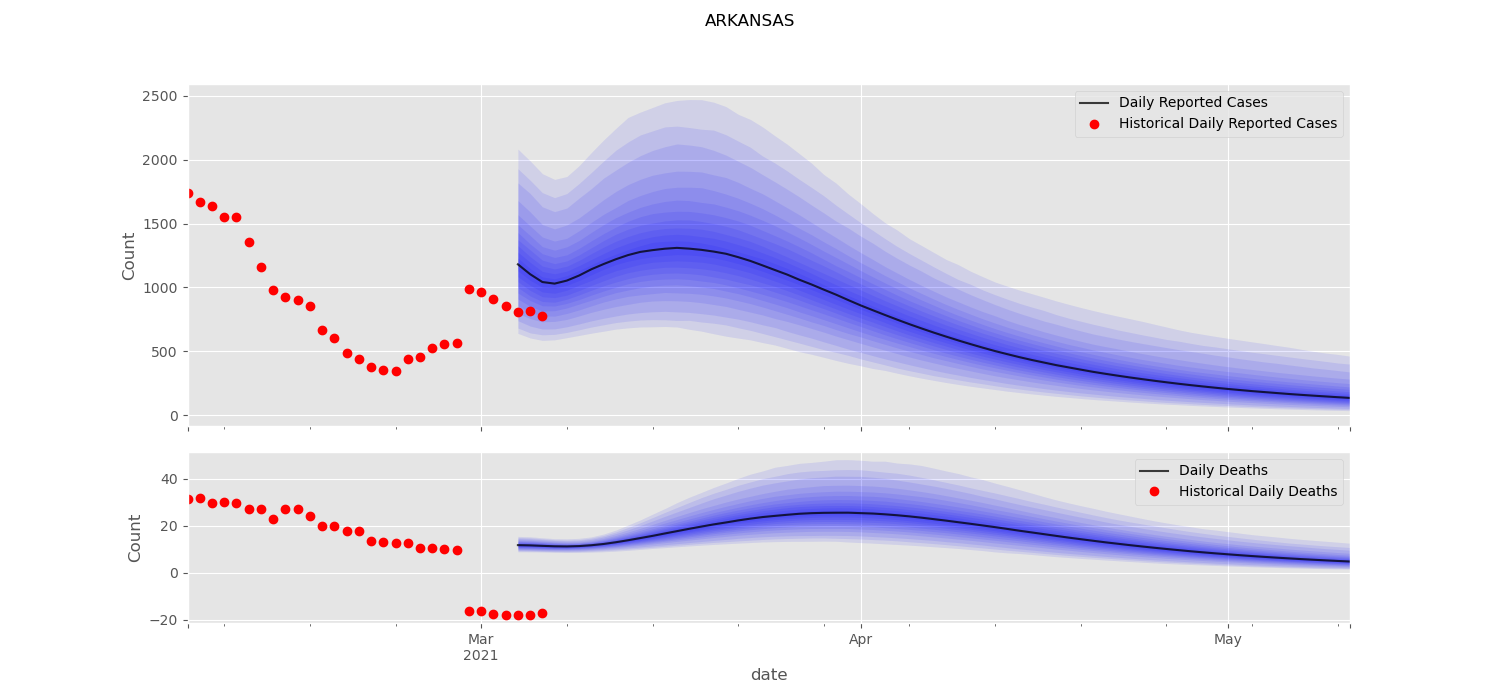 ARKANSAS
2500
2000
1500
1000
500
0
Count
Daily Reported Cases
Historical Daily Reported Cases
40
20
0
−20
Count
Daily Deaths
Historical Daily Deaths
Mar
2021
Apr
May
date